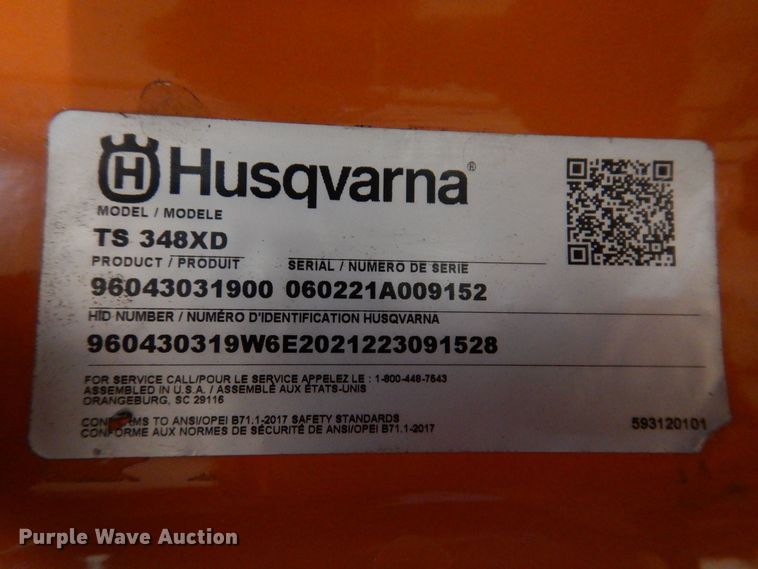 Husqvarna®
MODEL / MODELE
TS 348XD
PRODUCT / PRODUIT SERIAL / NUMERO DE SERIE
96043031900 060221A009152
HID NUMBER / NUMÉRO D'IDENTIFICATION HUSQVARNA
960430319W6E2021223091528
FOR SERVICE CALL/POUR LE SERVICE APPELEZ LE : 1-800-448-7543
ASSEMBLED IN U.S.A. / ASSEMBLÉ AUX ÉTATS-UNIS
ORANGEBURG, SC 29116
CONFORMS TO ANSI/OPEI B71.1-2017 SAFETY STANDARDS
CONFORME AUX NORMES DE SÉCURITÉ DE ANSI/OPEI B71.1-2017
593120101
Purple Wave Auction